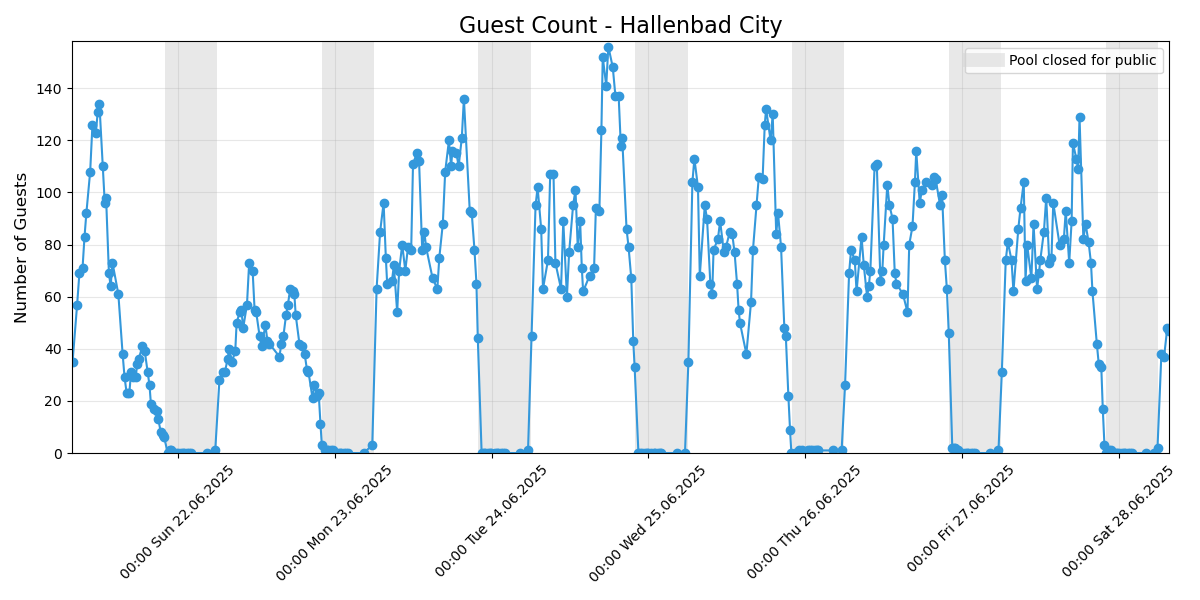 Guest Count - Hallenbad City
Pool closed for public
Number of Guests
140
120
100
80
60
40
20
0
00:00 Sun 22.06.2025
00:00 Mon 23.06.2025
00:00 Tue 24.06.2025
00:00 Wed 25.06.2025
00:00 Thu 26.06.2025
00:00 Fri 27.06.2025
00:00 Sat 28.06.2025